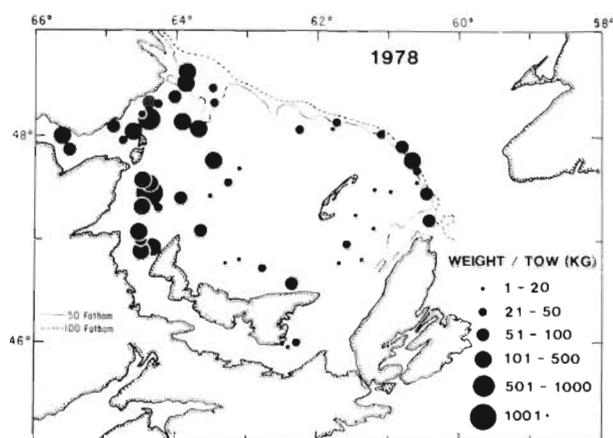 66° 64° 62° 60° 58°
1978
48°
WEIGHT / TOW (KG)
1 – 20
21 – 50
50 Fathom
51 – 100
100 Fathom
46°
101 – 500
501 – 1000
1001 +